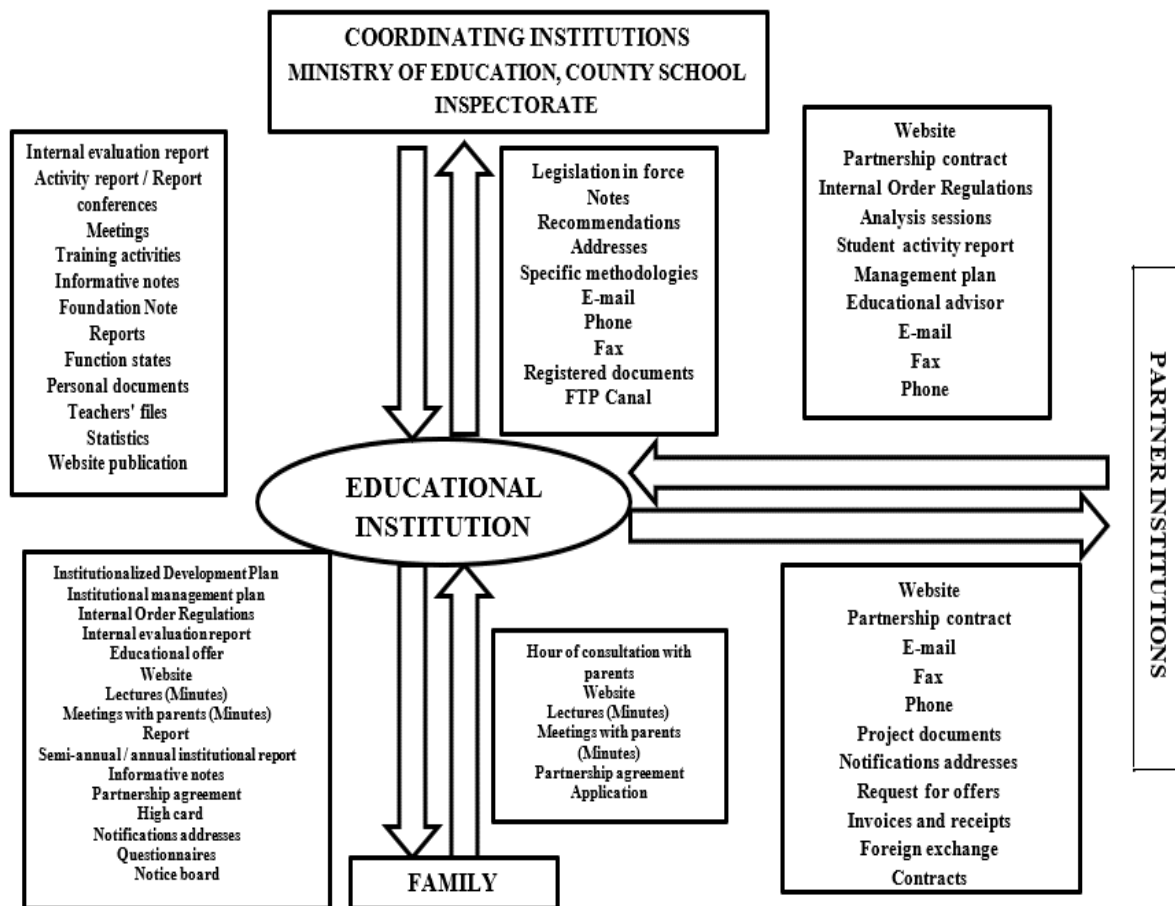 COORDINATING INSTITUTIONS
MINISTRY OF EDUCATION, COUNTY SCHOOL
INSPECTORATE
Internal evaluation report
Activity report / Report
conferences
Meetings
Training activities
Informative notes
Foundation Note
Reports
Function states
Personal documents
Teachers' files
Statistics
Website publication
Legislation in force
Notes
Recommendations
Addresses
Specific methodologies
E-mail
Phone
Fax
Registered documents
FTP Canal
Website
Partnership contract
Internal Order Regulations
Analysis sessions
Student activity report
Management plan
Educational advisor
E-mail
Fax
Phone
PARTNER INSTITUTIONS
EDUCATIONAL
INSTITUTION
Institutionalized Development Plan
Institutional management plan
Internal Order Regulations
Internal evaluation report
Educational offer
Website
Lectures (Minutes)
Meetings with parents (Minutes)
Report
Semi-annual / annual institutional report
Informative notes
Partnership agreement
High card
Notifications addresses
Questionnaires
Notice board
Hour of consultation with
parents
Website
Lectures (Minutes)
Meetings with parents
(Minutes)
Partnership agreement
Application
Website
Partnership contract
E-mail
Fax
Phone
Project documents
Notifications addresses
Request for offers
Invoices and receipts
Foreign exchange
Contracts
FAMILY